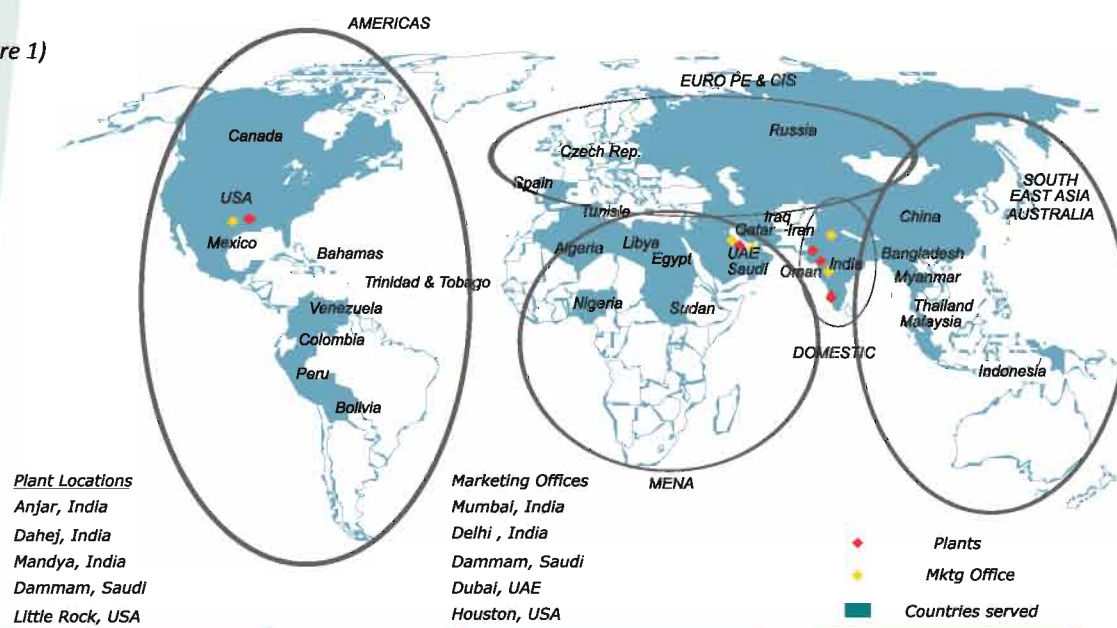 AMERICAS
re 1)
EURO PE & CIS
Canada
Russia
Czech Rep.
Spain
SOUTH
EAST ASIA
AUSTRALIA
USA
Tunisie
Iraq
China
Qatar
Iran
Mexico
Algeria
Libya
Egypt
UAE
Saudi
Oman
India
Bangladesh
Bahamas
Myanmar
Trinidad & Tobago
Nigeria
Sudan
Venezuela
Thailand
Malaysia
Colombia
DOMESTIC
Peru
Indonesia
Bolivia
MENA
Plant Locations
Anjar, India
Dahej, India
Mandya, India
Dammam, Saudi
Little Rock, USA
Marketing Offices
Mumbai, India
Delhi , India
Dammam, Saudi
Dubai, UAE
Houston, USA
Plants
Mktg Office
Countries served